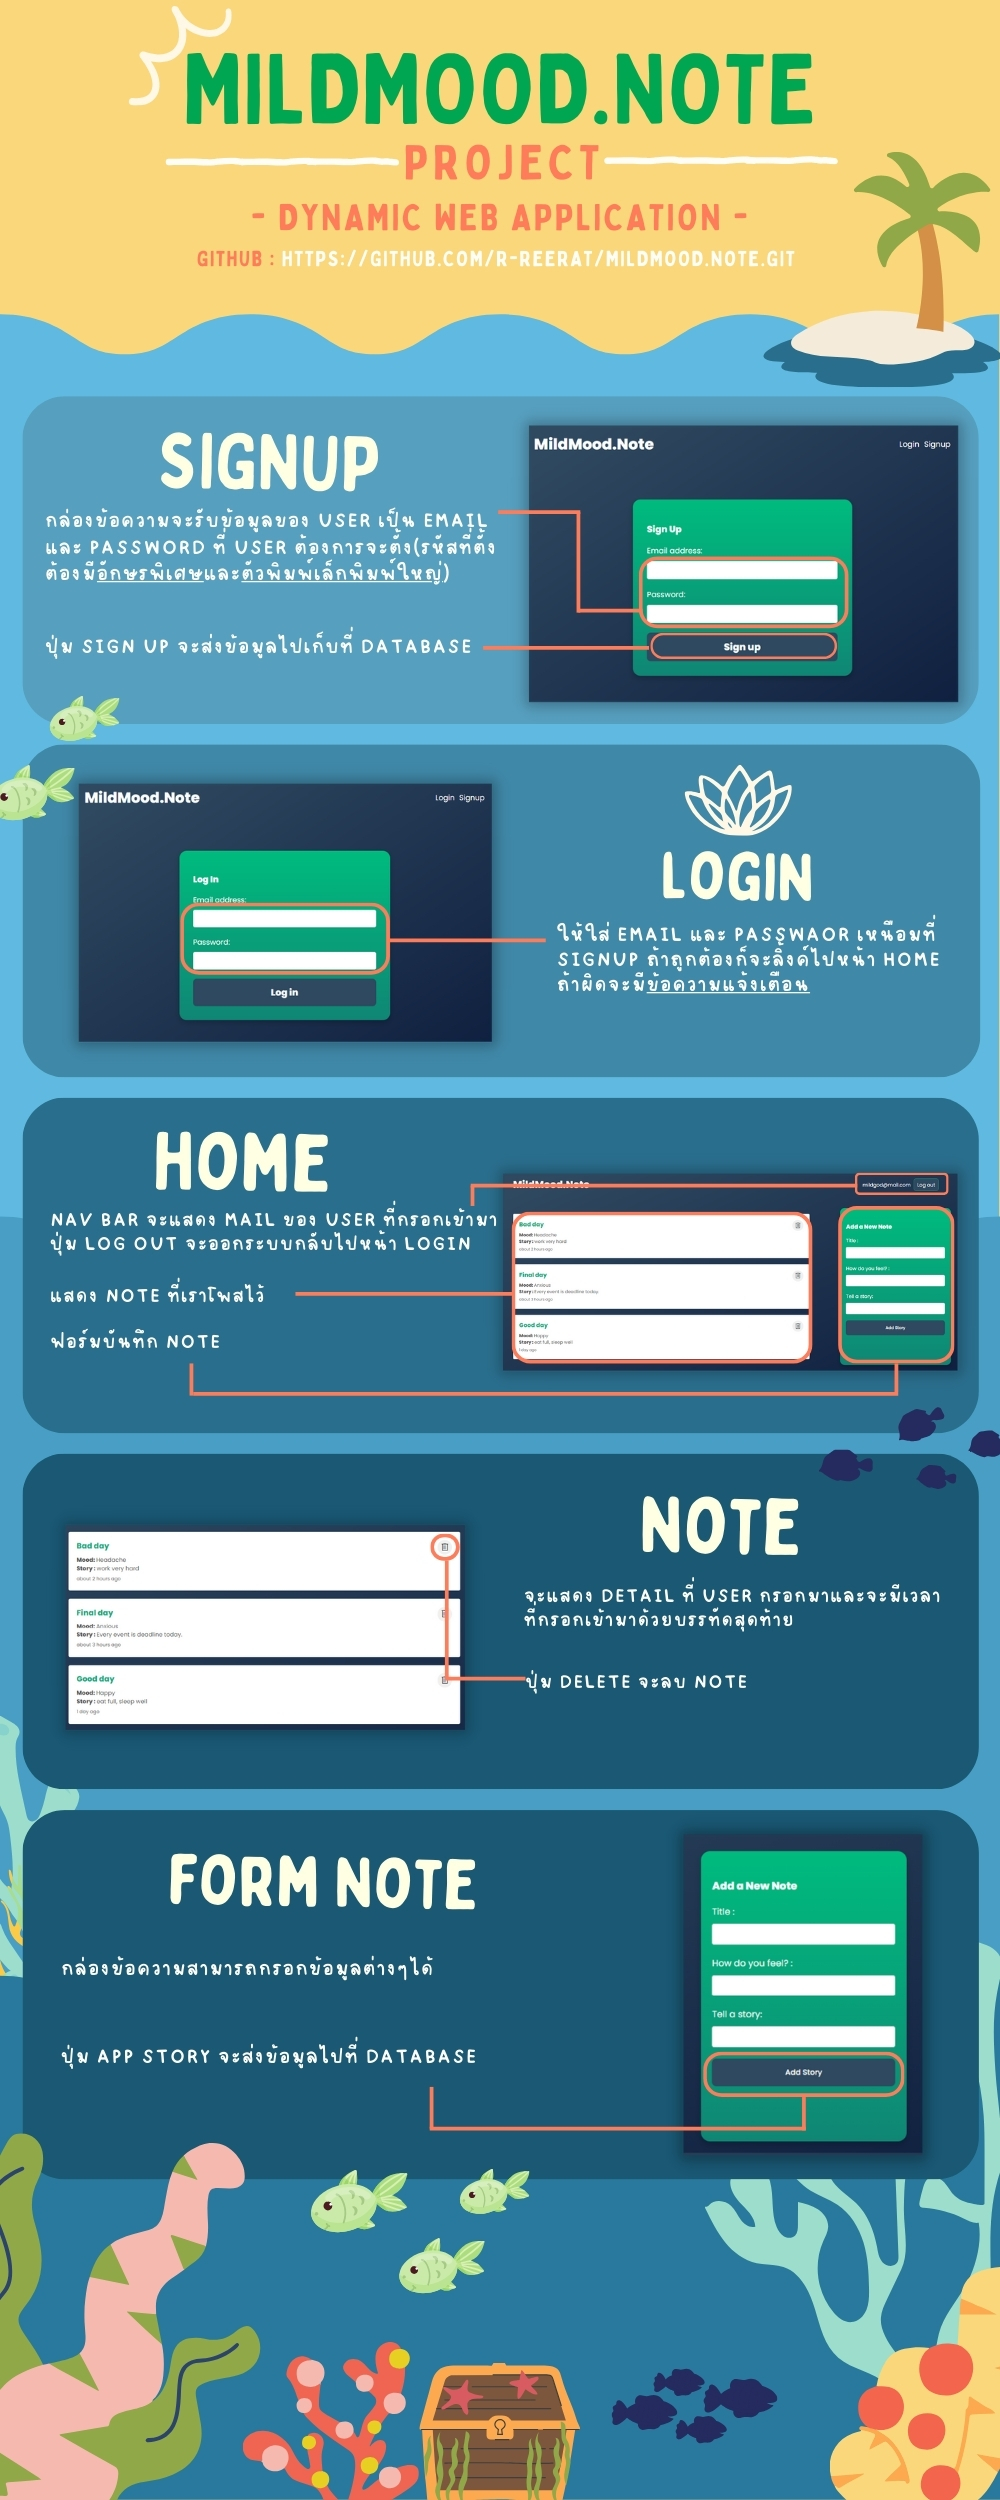 MILDMOOD.NOTE
PROJECT
- DYNAMIC WEB APPLICATION -
GITHUB : HTTPS://GITHUB.COM/R-REERAT/MILDMOOD.NOTE.GIT
SIGNUP
กล่องข้อความจะรับข้อมูลของ USER เป็น EMAIL
และ PASSWORD ที่ USER ต้องการจะตั้ง(รหัสที่ตั้ง
ต้องมีอักษรพิเศษและตัวพิมพ์เล็กพิมพ์ใหญ่)
ปุ่ม SIGN UP จะส่งข้อมูลไปเก็บที่ DATABASE
MildMood.Note
Login Signup
Sign Up
Email address:
Password:
Sign up
MildMood.Note
Login Signup
Log In
Email address:
Password:
Log in
LOGIN
ให้ใส่ EMAIL และ PASSWAOR เหนือมที่
SIGNUP ถ้าถูกต้องก็จะลิ้งค์ไปหน้า HOME
ถ้าผิดจะมีข้อความแจ้งเตือน
HOME
NAV BAR จะแสดง MAIL ของ USER ที่กรอกเข้ามา
ปุ่ม LOG OUT จะออกระบบกลับไปหน้า LOGIN
แสดง NOTE ที่เราโพสไว้
ฟอร์มบันทึก NOTE
MildMood.Note
mildgod@mail.com Log out
Bad day
Mood: Headache
Story: work very hard
about 2 hours ago
Final day
Mood: Anxious
Story: Every event is deadline today.
about 3 hours ago
Good day
Mood: Happy
Story: eat full, sleep well
1 day ago
Add a New Note
Title :
How do you feel? :
Tell a story:
Add Story
Bad day
Mood: Headache
Story : work very hard
about 2 hours ago
Final day
Mood: Anxious
Story : Every event is deadline today.
about 3 hours ago
Good day
Mood: Happy
Story : eat full, sleep well
1 day ago
NOTE
จะแสดง DETAIL ที่ USER กรอกมาและจะมีเวลา
ที่กรอกเข้ามาด้วยบรรทัดสุดท้าย
ปุ่ม DELETE จะลบ NOTE
FORM NOTE
กล่องข้อความสามารถกรอกข้อมูลต่างๆได้
ปุ่ม APP STORY จะส่งข้อมูลไปที่ DATABASE
Add a New Note
Title :
How do you feel? :
Tell a story:
Add Story